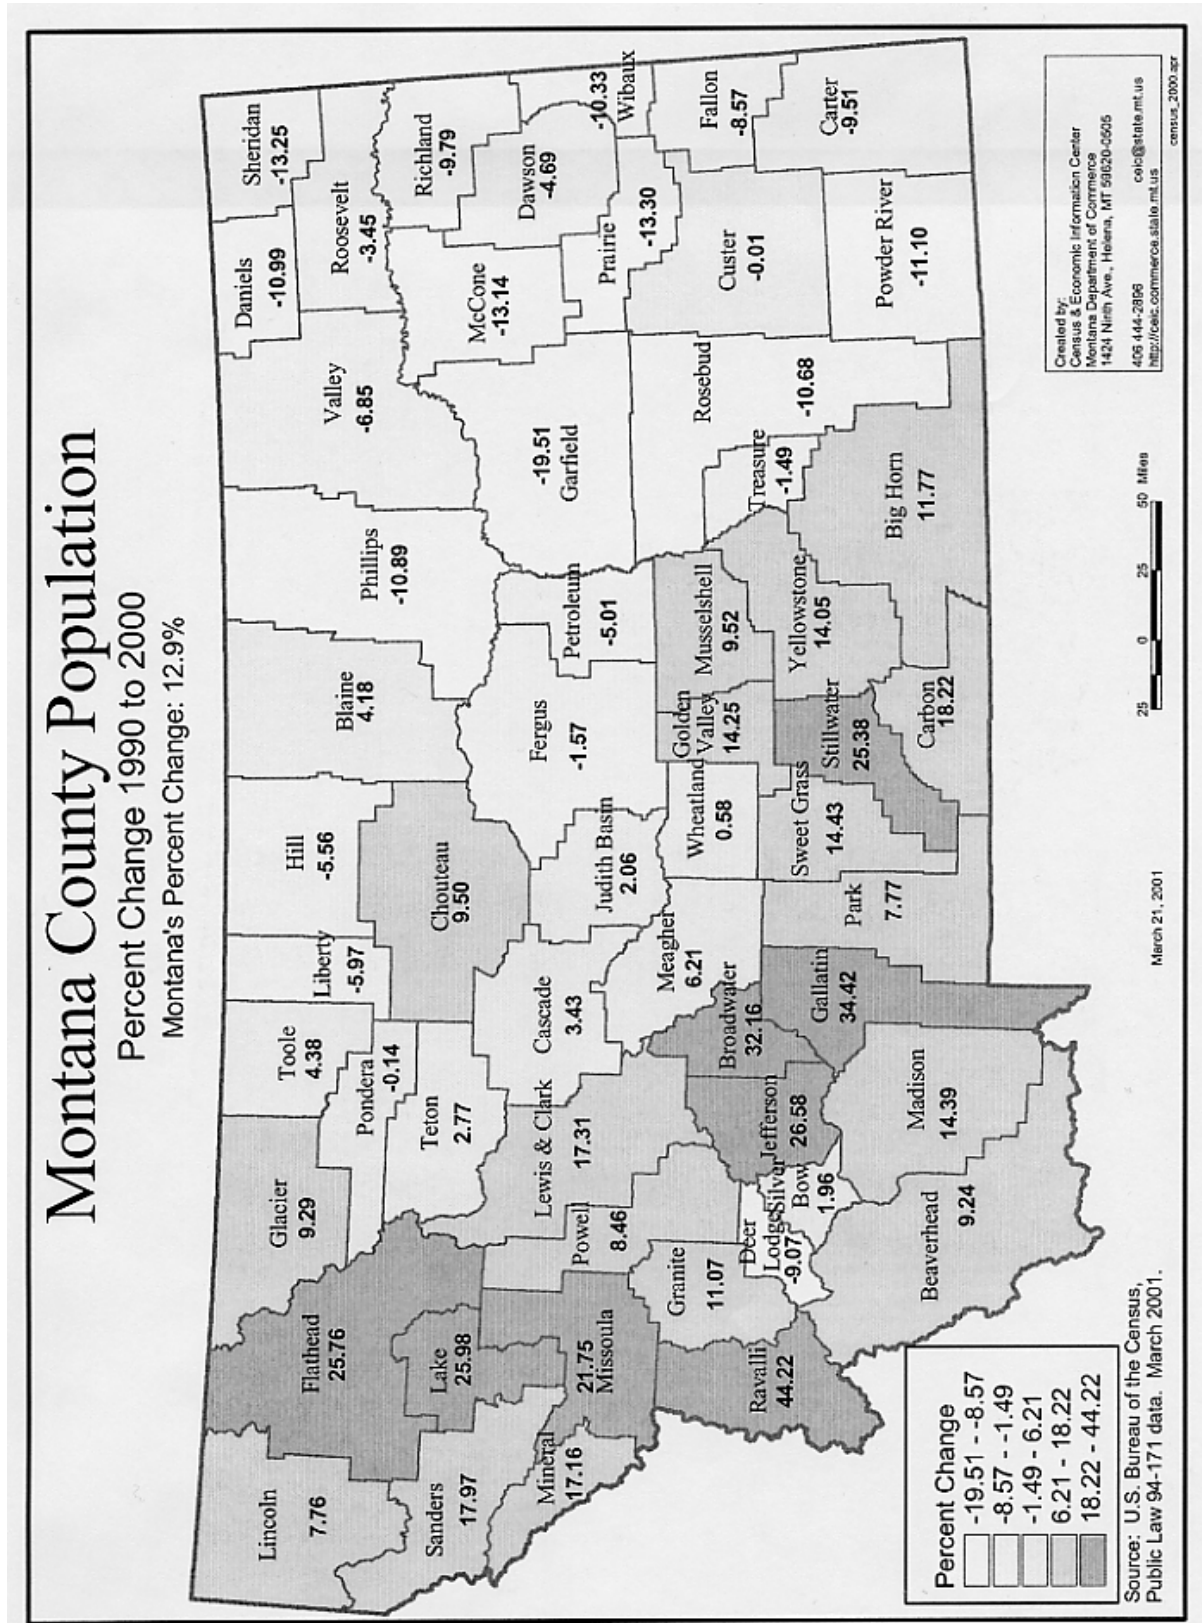 Montana County Population
Percent Change 1990 to 2000
Montana's Percent Change: 12.9%
Lincoln
7.76
Flathead
25.76
Glacier
9.29
Toole
4.38
Liberty
-5.97
Hill
-5.56
Blaine
4.18
Phillips
-10.89
Valley
-6.85
Daniels
-10.99
Sheridan
-13.25
Roosevelt
-3.45
Pondera
-0.14
Teton
2.77
Chouteau
9.50
Richland
-9.79
McCone
-13.14
Dawson
-4.69
Wibaux
-10.33
Prairie
-13.30
Garfield
-19.51
Petroleum
-5.01
Fergus
-1.57
Judith Basin
2.06
Cascade
3.43
Lewis & Clark
17.31
Powell
8.46
Lake
25.98
Sanders
17.97
Mineral
17.16
21.75
Missoula
Granite
11.07
Ravalli
44.22
Deer
Lodge
-9.07
Silver
Bow
1.96
Jefferson
26.58
Broadwater
32.16
Meagher
6.21
Wheatland
0.58
Golden
Valley
14.25
Musselshell
9.52
Rosebud
-10.68
Treasure
-1.49
Custer
-0.01
Fallon
-8.57
Carter
-9.51
Powder River
-11.10
Big Horn
11.77
Yellowstone
14.05
Stillwater
25.38
Carbon
18.22
Sweet Grass
14.43
Park
7.77
Gallatin
34.42
Madison
14.39
Beaverhead
9.24
Percent Change
-19.51 - -8.57
-8.57 - -1.49
-1.49 - 6.21
6.21 - 18.22
18.22 - 44.22
Source: U.S. Bureau of the Census,
Public Law 94-171 data. March 2001.
March 21, 2001
25 0 25 50 Miles
Created by:
Census & Economic Information Center
Montana Department of Commerce
1424 Ninth Ave., Helena, MT 59620-0505
406 444-2896 ceic@state.mt.us
http://ceic.commerce.state.mt.us
census_2000.apr